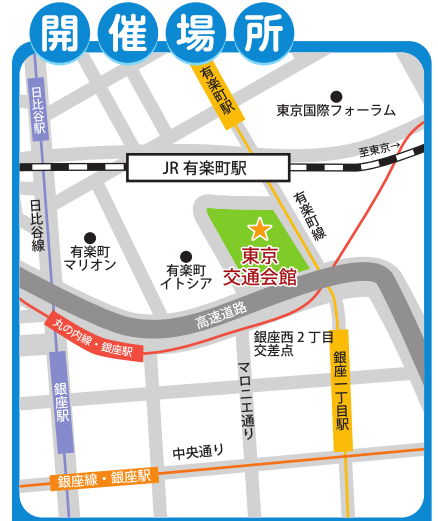 開催場所
有楽町駅
日比谷駅
東京国際フォーラム
至東京→
JR 有楽町駅
有楽町線
日比谷線
有楽町
マリオン
有楽町
イトシア
東京
交通会館
高速道路
丸の内線・銀座駅
銀座西2丁目
交差点
銀座駅
マロニエ通り
銀座一丁目駅
中央通り
銀座線・銀座駅